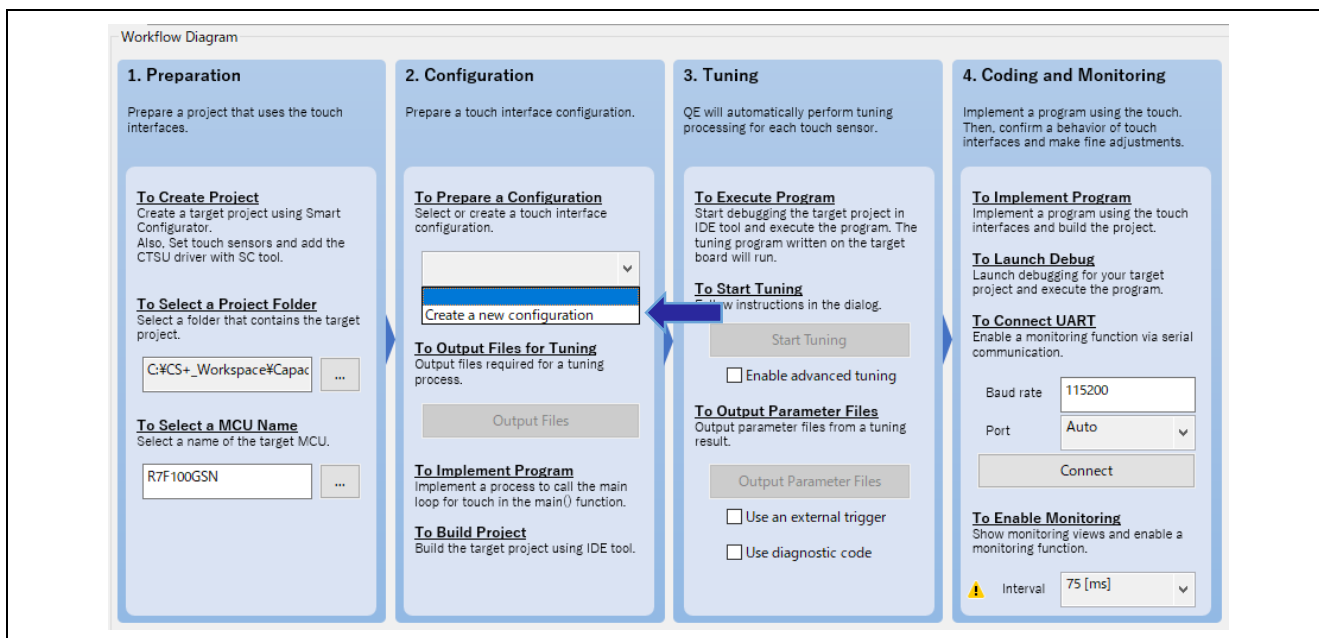 Workflow Diagram
1. Preparation
Prepare a project that uses the touch
interfaces.
To Create Project
Create a target project using Smart
Configurator.
Also, Set touch sensors and add the
CTSU driver with SC tool.
To Select a Project Folder
Select a folder that contains the target
project.
C:¥CS+_Workspace¥Capac
...
To Select a MCU Name
Select a name of the target MCU.
R7F100GSN
...
2. Configuration
Prepare a touch interface configuration.
To Prepare a Configuration
Select or create a touch interface
configuration.
Create a new configuration
To Output Files for Tuning
Output files required for a tuning
process.
Output Files
To Implement Program
Implement a process to call the main
loop for touch in the main() function.
To Build Project
Build the target project using IDE tool.
3. Tuning
QE will automatically perform tuning
processing for each touch sensor.
To Execute Program
Start debugging the target project in
IDE tool and execute the program. The
tuning program written on the target
board will run.
To Start Tuning
instructions in the dialog.
Start Tuning
Enable advanced tuning
To Output Parameter Files
Output parameter files from a tuning
result.
Output Parameter Files
Use an external trigger
Use diagnostic code
4. Coding and Monitoring
Implement a program using the touch.
Then, confirm a behavior of touch
interfaces and make fine adjustments.
To Implement Program
Implement a program using the touch
interfaces and build the project.
To Launch Debug
Launch debugging for your target
project and execute the program.
To Connect UART
Enable a monitoring function via serial
communication.
Baud rate 115200
Port Auto
Connect
To Enable Monitoring
Show monitoring views and enable a
monitoring function.
Interval 75 [ms]